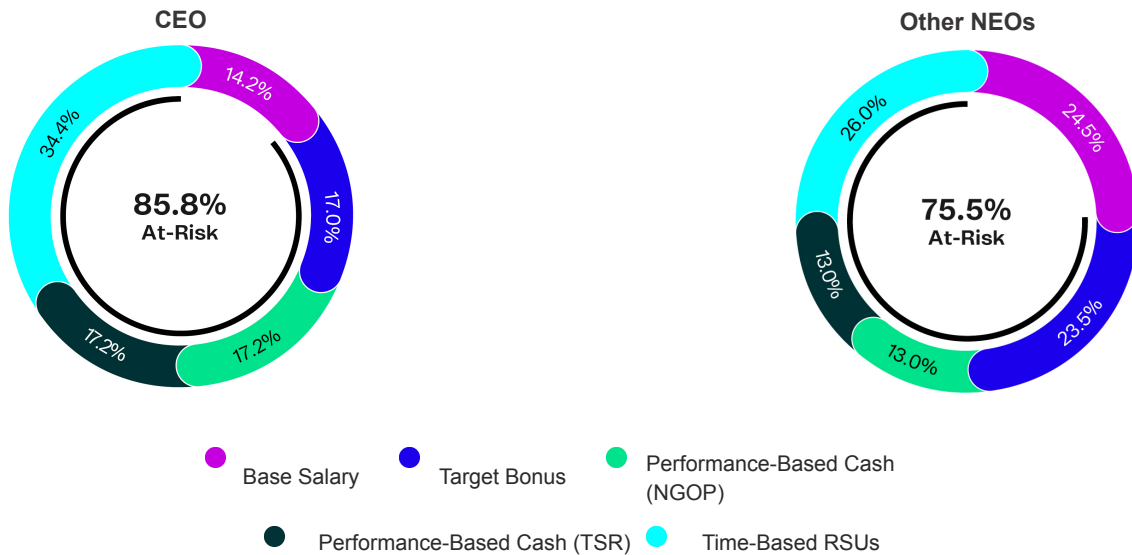 CEO
14.2%
17.0%
17.2%
17.2%
34.4%
85.8%
At-Risk
Other NEOs
24.5%
23.5%
13.0%
13.0%
26.0%
75.5%
At-Risk
Base Salary
Target Bonus
Performance-Based Cash
(NGOP)
Performance-Based Cash (TSR)
Time-Based RSUs